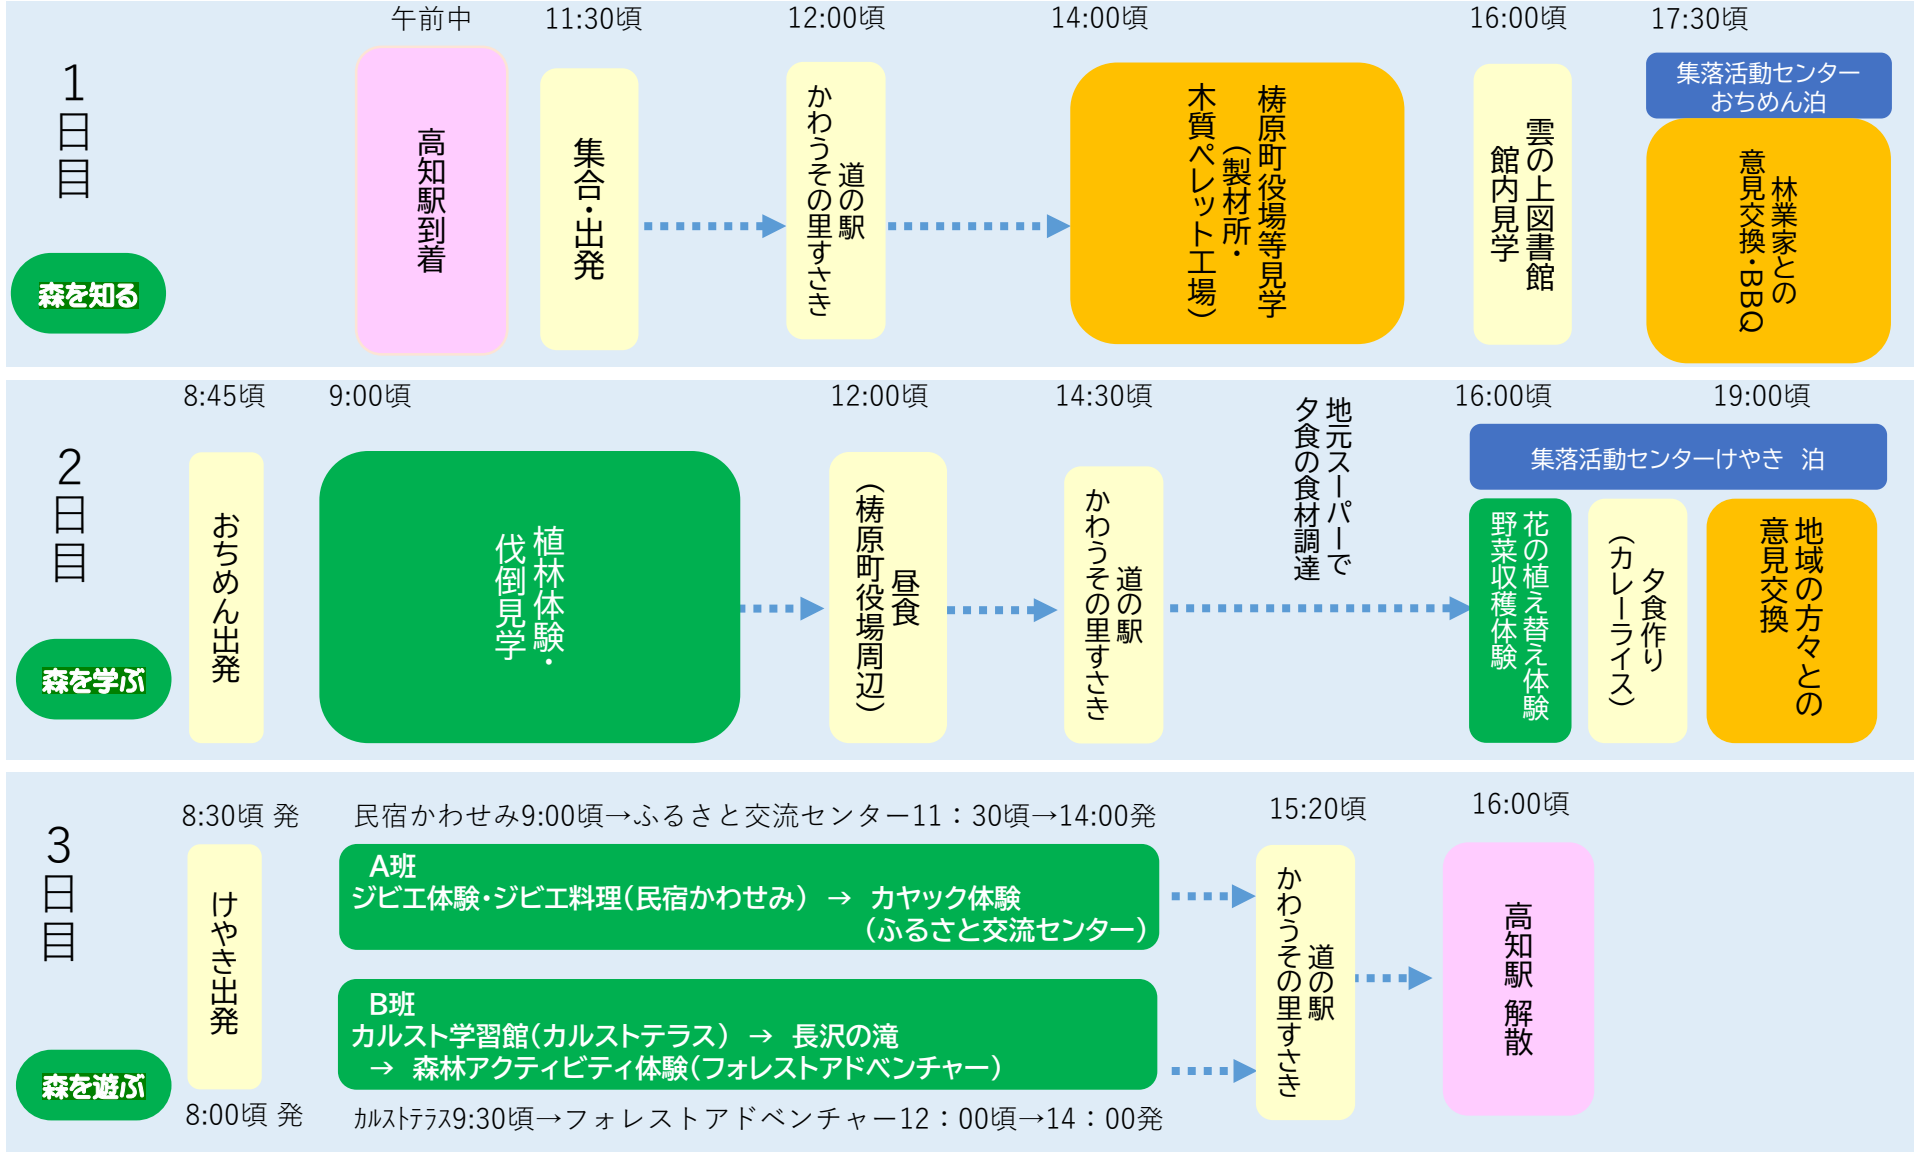 1日目
森を知る
午前中
高知駅到着
11:30頃
集合・出発
12:00頃
道の駅
かわうその里すさき
14:00頃
梼原町役場等見学
（製材所・
木質ペレット工場）
16:00頃
雲の上図書館
館内見学
17:30頃
集落活動センター
おちめん泊
林業家との
意見交換・BBQ
2日目
森を学ぶ
8:45頃
おちめん出発
9:00頃
植林体験・
伐倒見学
12:00頃
昼食
（梼原町役場周辺）
14:30頃
道の駅
かわうその里すさき
地元スーパーで
夕食の食材調達
16:00頃
19:00頃
集落活動センターけやき 泊
花の植え替え体験
野菜収穫体験
夕食作り
（カレーライス）
地域の方々との
意見交換
3日目
森を遊ぶ
8:30頃 発
けやき出発
8:00頃 発
民宿かわせみ9:00頃→ふるさと交流センター11：30頃→14:00発
A班
ジビエ体験・ジビエ料理（民宿かわせみ） → カヤック体験
（ふるさと交流センター）
B班
カルスト学習館（カルストテラス） → 長沢の滝
→ 森林アクティビティ体験（フォレストアドベンチャー）
ｶﾙｽﾄﾃﾗｽ9:30頃→フォレストアドベンチャー12：00頃→14：00発
15:20頃
道の駅
かわうその里すさき
16:00頃
高知駅 解散